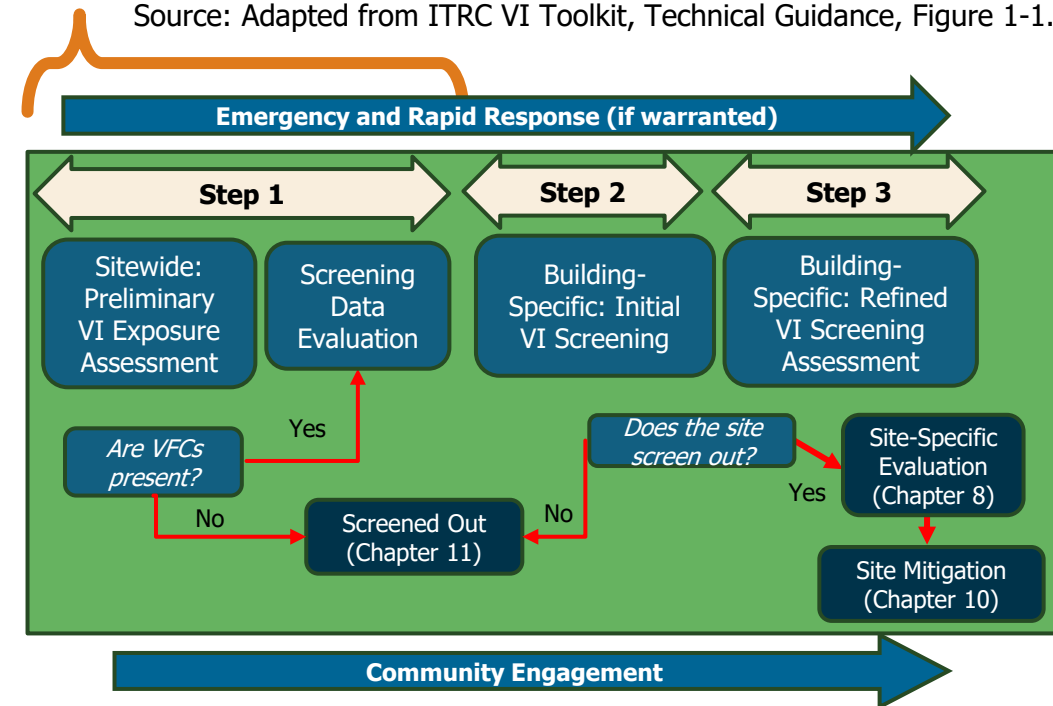 Source: Adapted from ITRC VI Toolkit, Technical Guidance, Figure 1-1.
Emergency and Rapid Response (if warranted)
Step 1
Step 2
Step 3
Sitewide:
Preliminary
VI Exposure
Assessment
Screening
Data
Evaluation
Building-
Specific: Initial
VI Screening
Building-
Specific: Refined
VI Screening
Assessment
Are VFCs
present?
Yes
No
Screened Out
(Chapter 11)
No
Does the site
screen out?
Yes
Site-Specific
Evaluation
(Chapter 8)
Site Mitigation
(Chapter 10)
Community Engagement